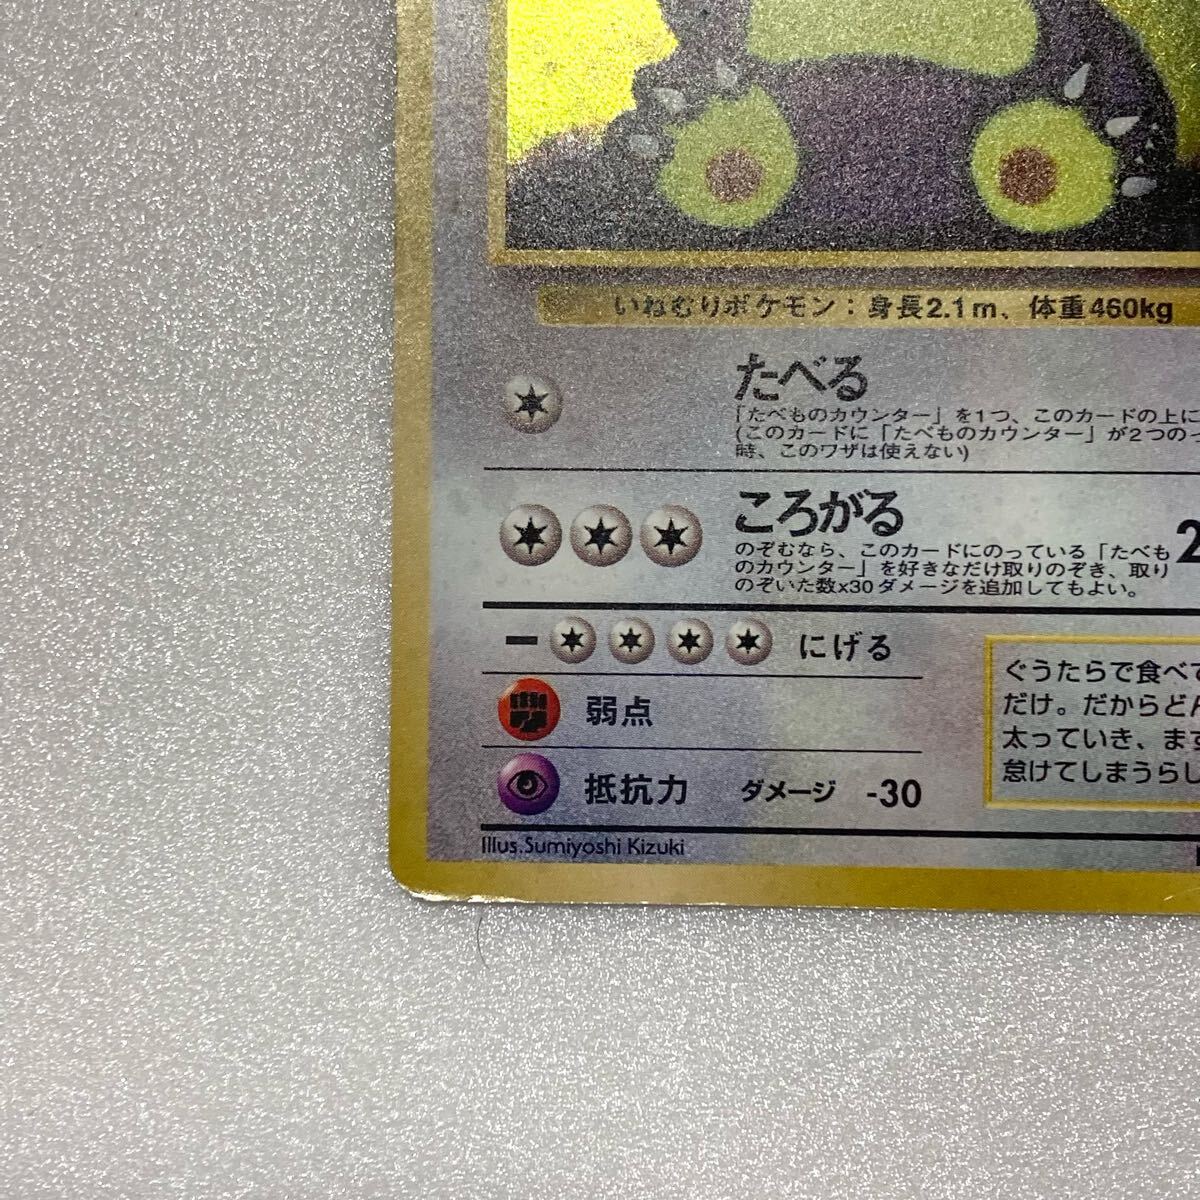 いねむりポケモン：身長2.1m、体重460kg
たべる
「たべものカウンター」を1つ、このカードの上に
(このカードに「たべものカウンター」が2つのっ
時、このワザは使えない)
ころがる
2
のぞむなら、このカードにのっている「たべも
のカウンター」を好きなだけ取りのぞき、取り
のぞいた数x30ダメージを追加してもよい。
ー にげる
弱点
抵抗力 ダメージ -30
ぐうたらで食べて
だけ。だからどん
太っていき、ます
怠けてしまうらし
Illus.Sumiyoshi Kizuki